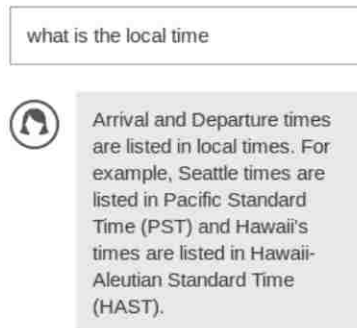 what is the local time
Arrival and Departure times
are listed in local times. For
example, Seattle times are
listed in Pacific Standard
Time (PST) and Hawaii's
times are listed in Hawaii-
Aleutian Standard Time
(HAST).